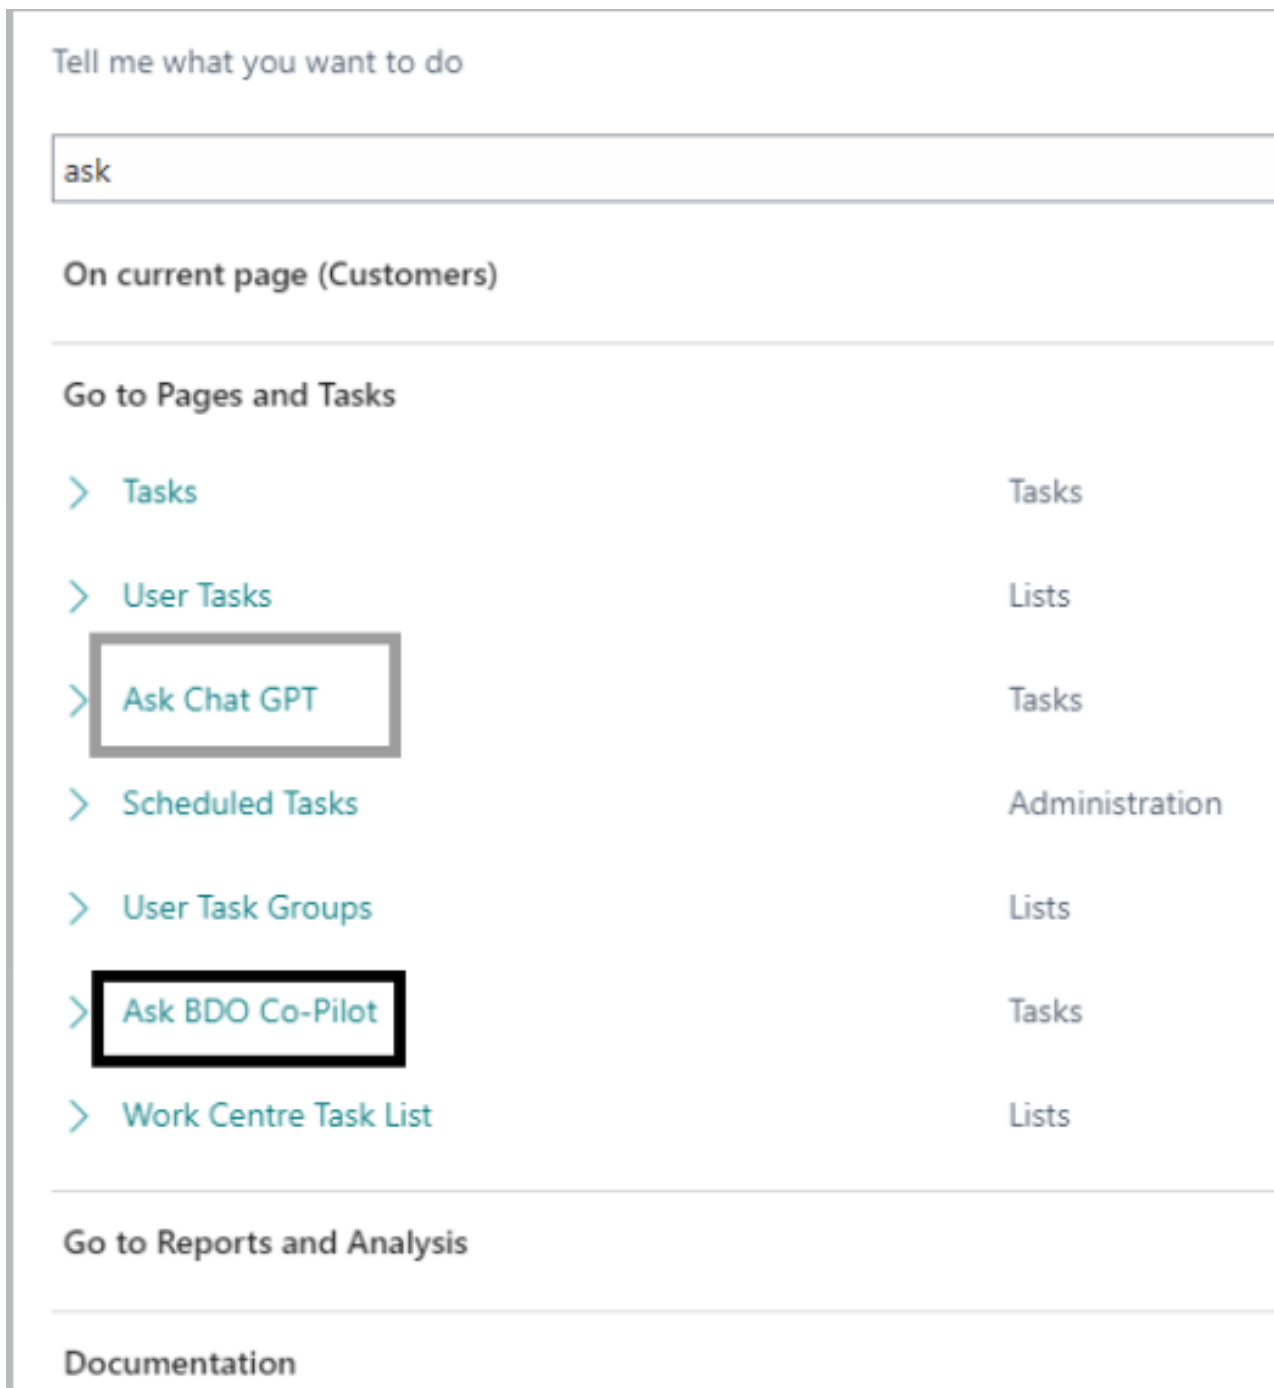 Tell me what you want to do
ask
On current page (Customers)
Go to Pages and Tasks
Tasks Tasks
User Tasks Lists
Ask Chat GPT Tasks
Scheduled Tasks Administration
User Task Groups Lists
Ask BDO Co-Pilot Tasks
Work Centre Task List Lists
Go to Reports and Analysis
Documentation